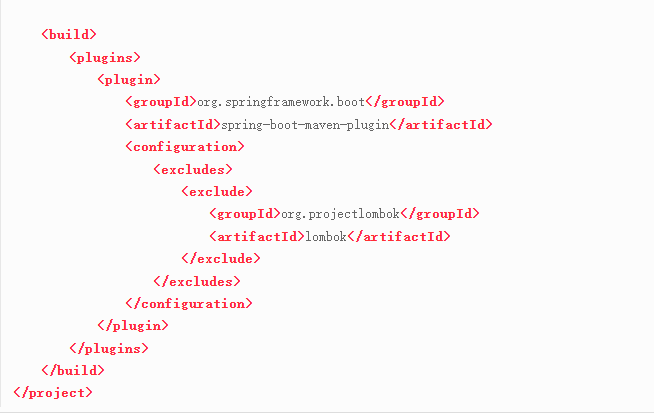 <build>
<plugins>
<plugin>
<groupId>org.springframework.boot</groupId>
<artifactId>spring-boot-maven-plugin</artifactId>
<configuration>
<excludes>
<exclude>
<groupId>org.projectlombok</groupId>
<artifactId>lombok</artifactId>
</exclude>
</excludes>
</configuration>
</plugin>
</plugins>
</build>
</project>